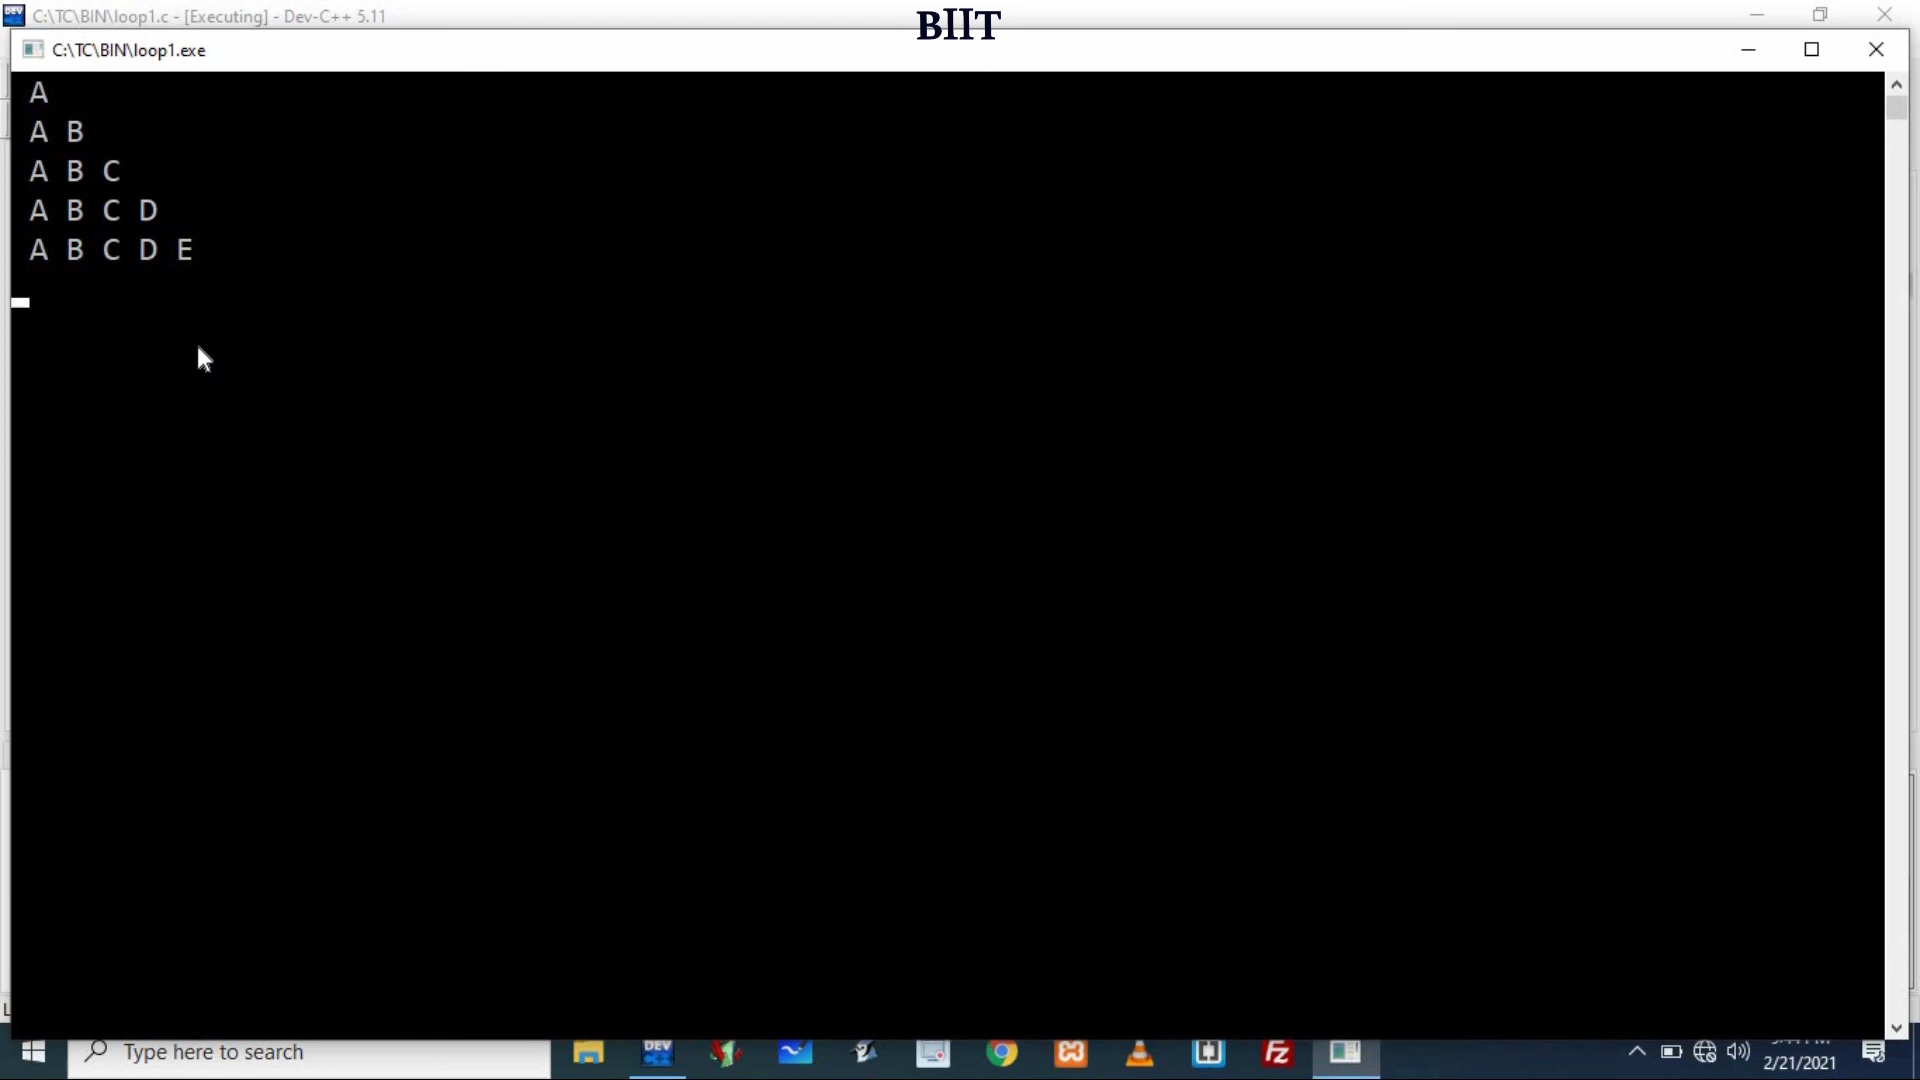 C:\TC\BIN\loop1.c - [Executing] - Dev-C++ 5.11
BIIT
C:\TC\BIN\loop1.exe
A
A B
A B C
A B C D
A B C D E
Type here to search
DEV
2/21/2021